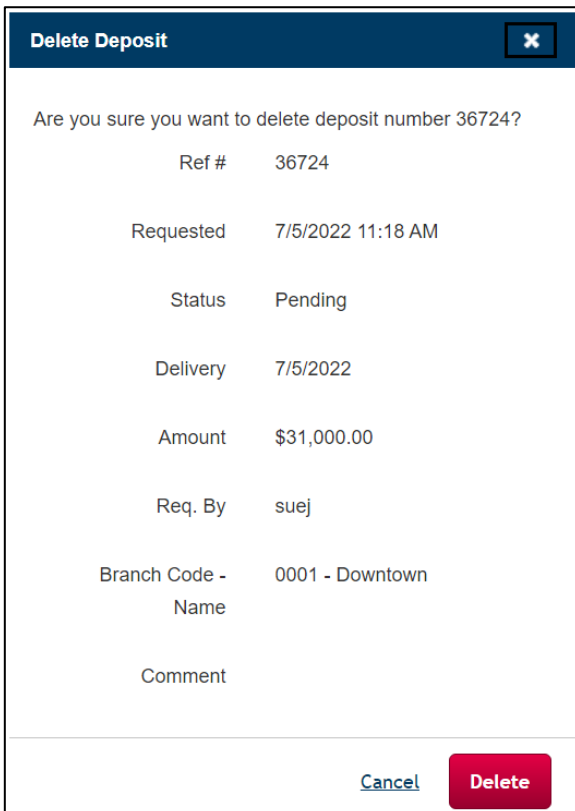 Delete Deposit
Are you sure you want to delete deposit number 36724?
Ref # 36724
Requested 7/5/2022 11:18 AM
Status Pending
Delivery 7/5/2022
Amount $31,000.00
Req. By suej
Branch Code - 0001 - Downtown
Name
Comment
Cancel Delete